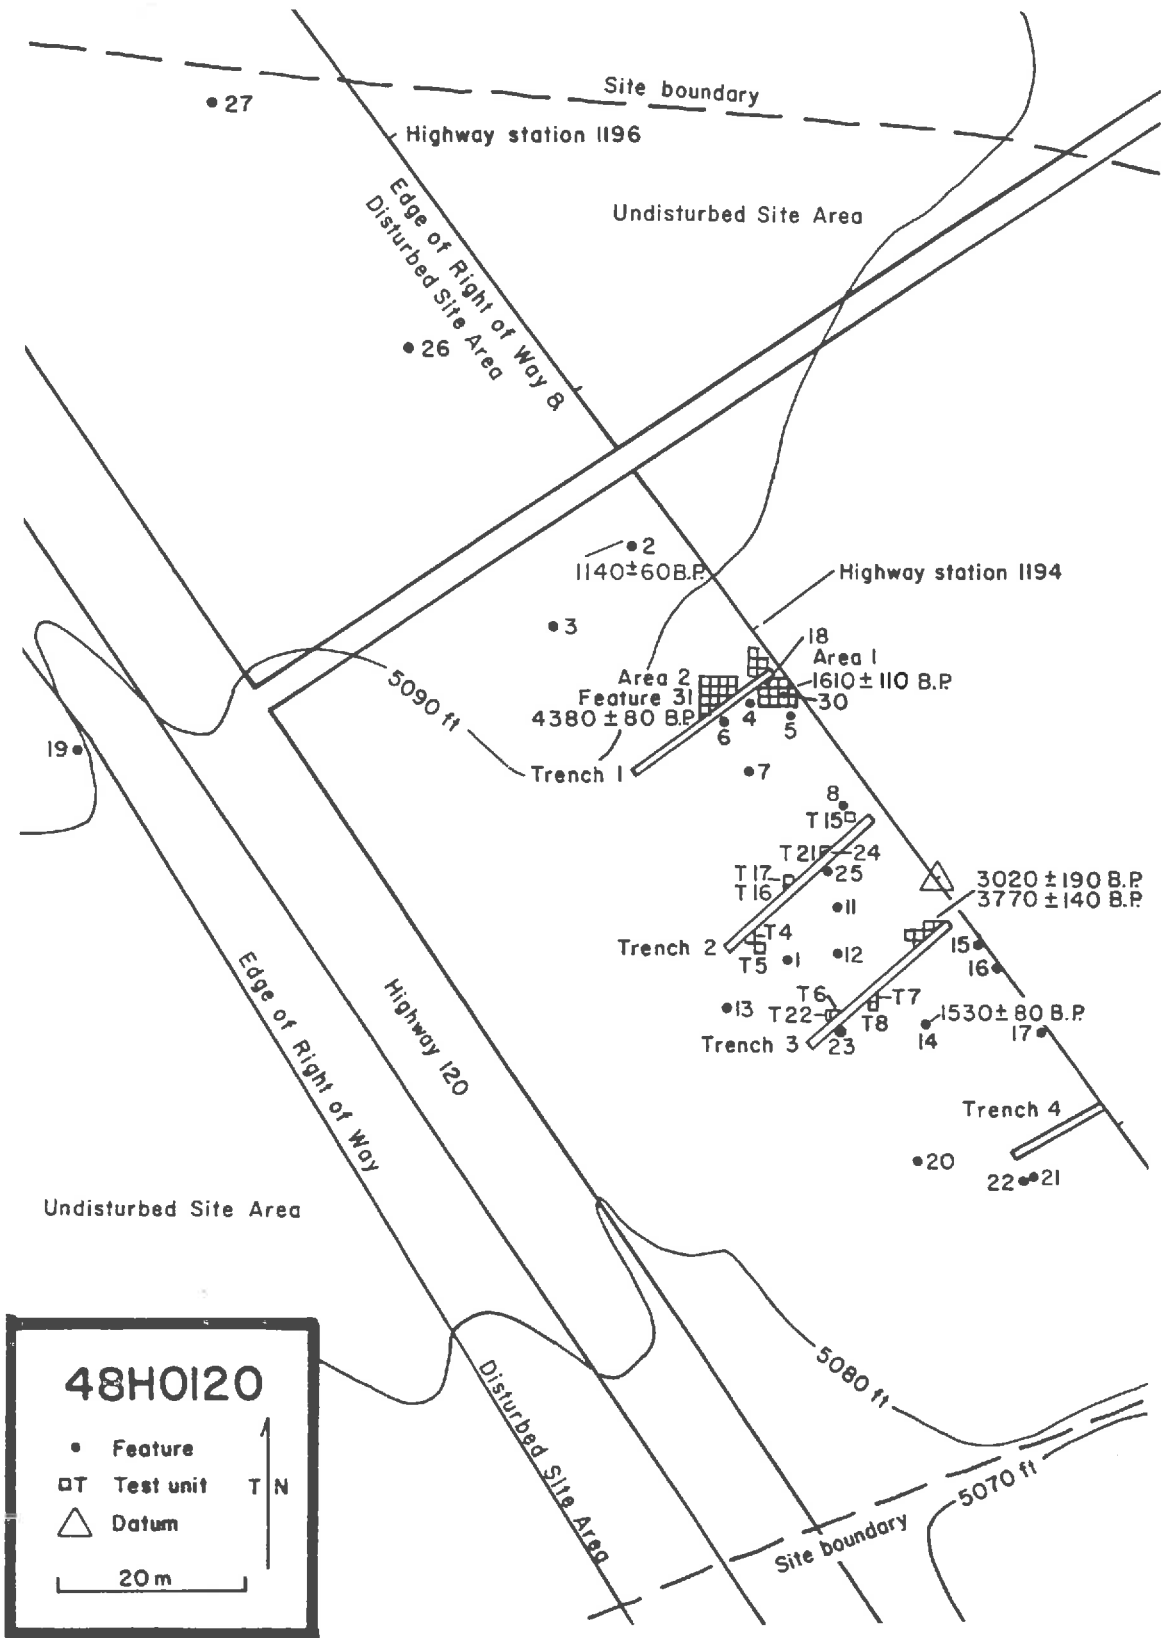 Site boundary
27
Highway station 1196
Undisturbed Site Area
Edge of Right of Way &
Disturbed Site Area
26
2
1140±60 B.P.
Highway station 1194
3
18
Area 1
1610 ± 110 B.P.
30
Area 2
Feature 31
4380 ± 80 B.P.
5090 ft
4
5
6
19
Trench 1
7
8
T15
T21
24
T17
T16
25
3020 ± 190 B.P.
3770 ± 140 B.P.
11
Trench 2
T4
T5
1
12
15
16
Edge of Right of Way
Highway 120
13
T6
T22
T7
T8
1530 ± 80 B.P.
14
17
Trench 3
23
Trench 4
20
22
21
Undisturbed Site Area
5080 ft
Disturbed Site Area
5070 ft
Site boundary
48HO120
Feature
T Test unit
Datum
T N
20 m